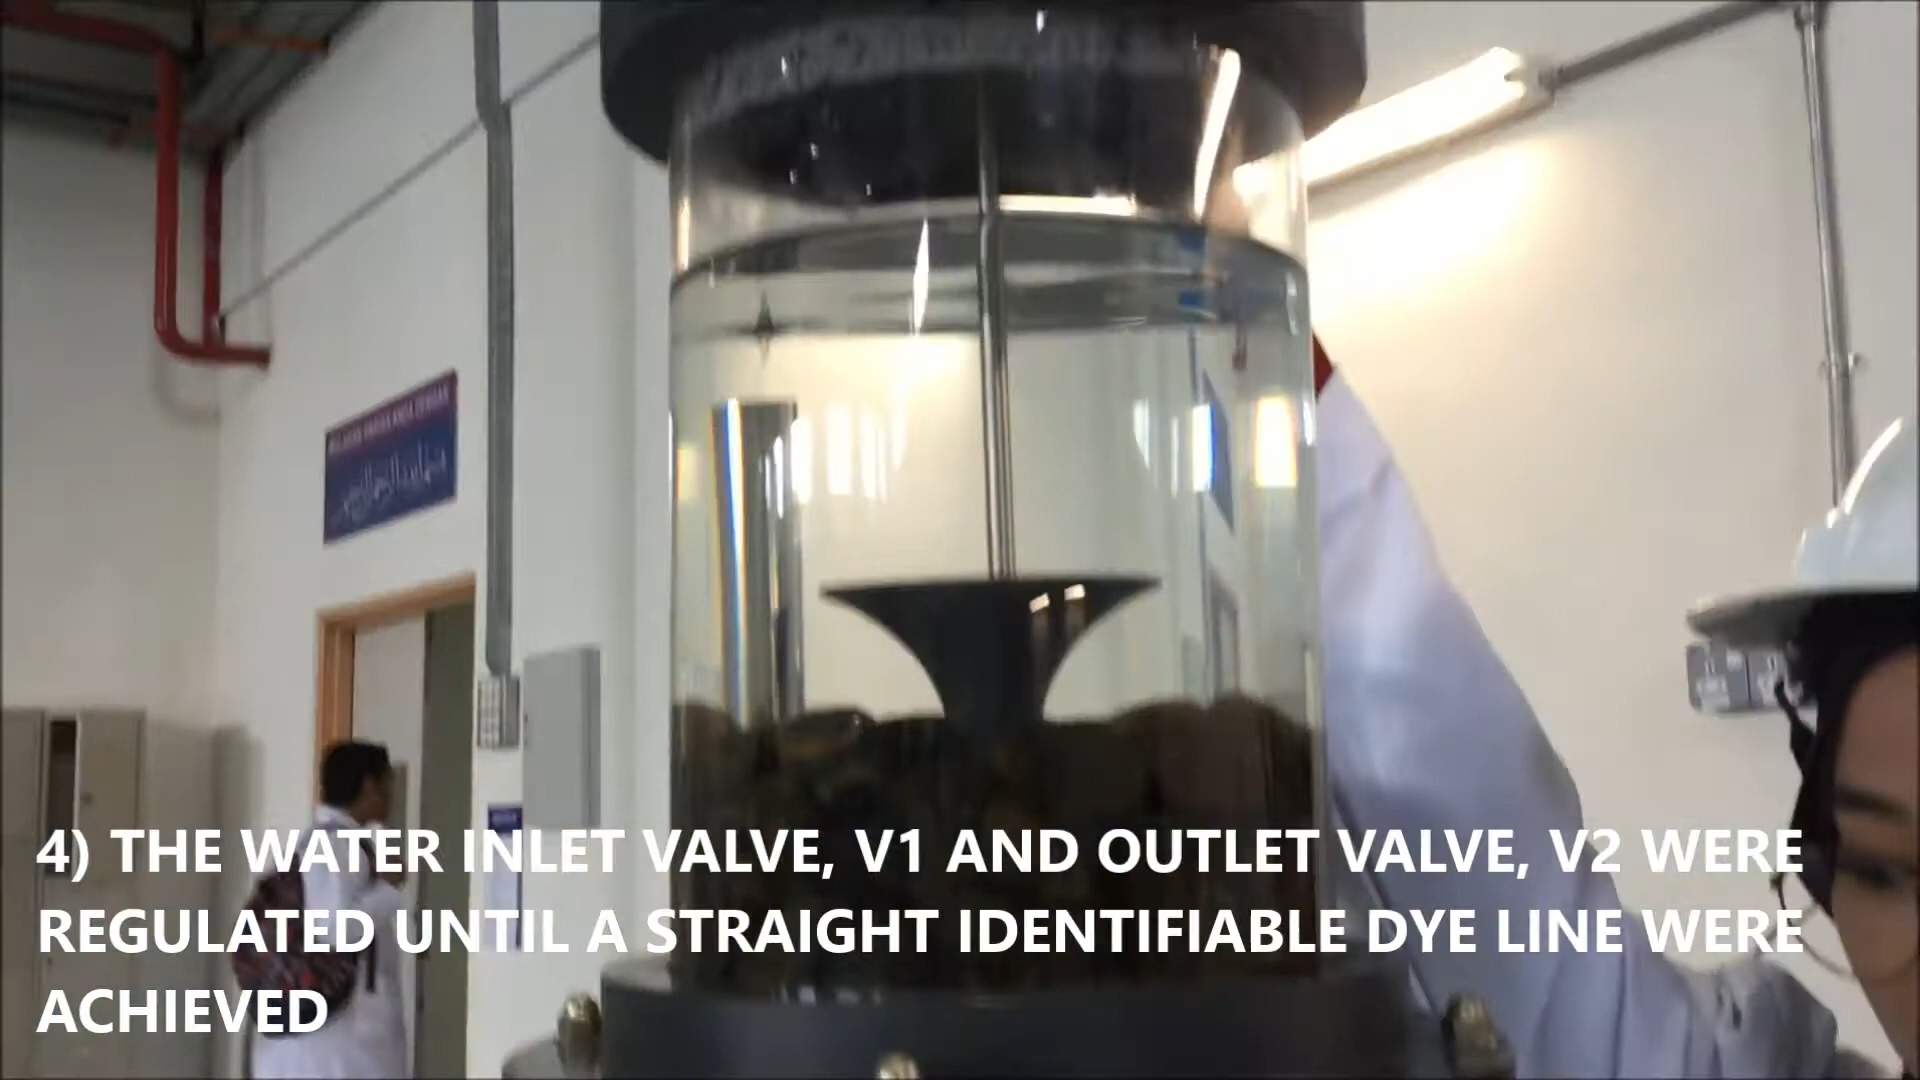 4) THE WATER INLET VALVE, V1 AND OUTLET VALVE, V2 WERE
REGULATED UNTIL A STRAIGHT IDENTIFIABLE DYE LINE WERE
ACHIEVED